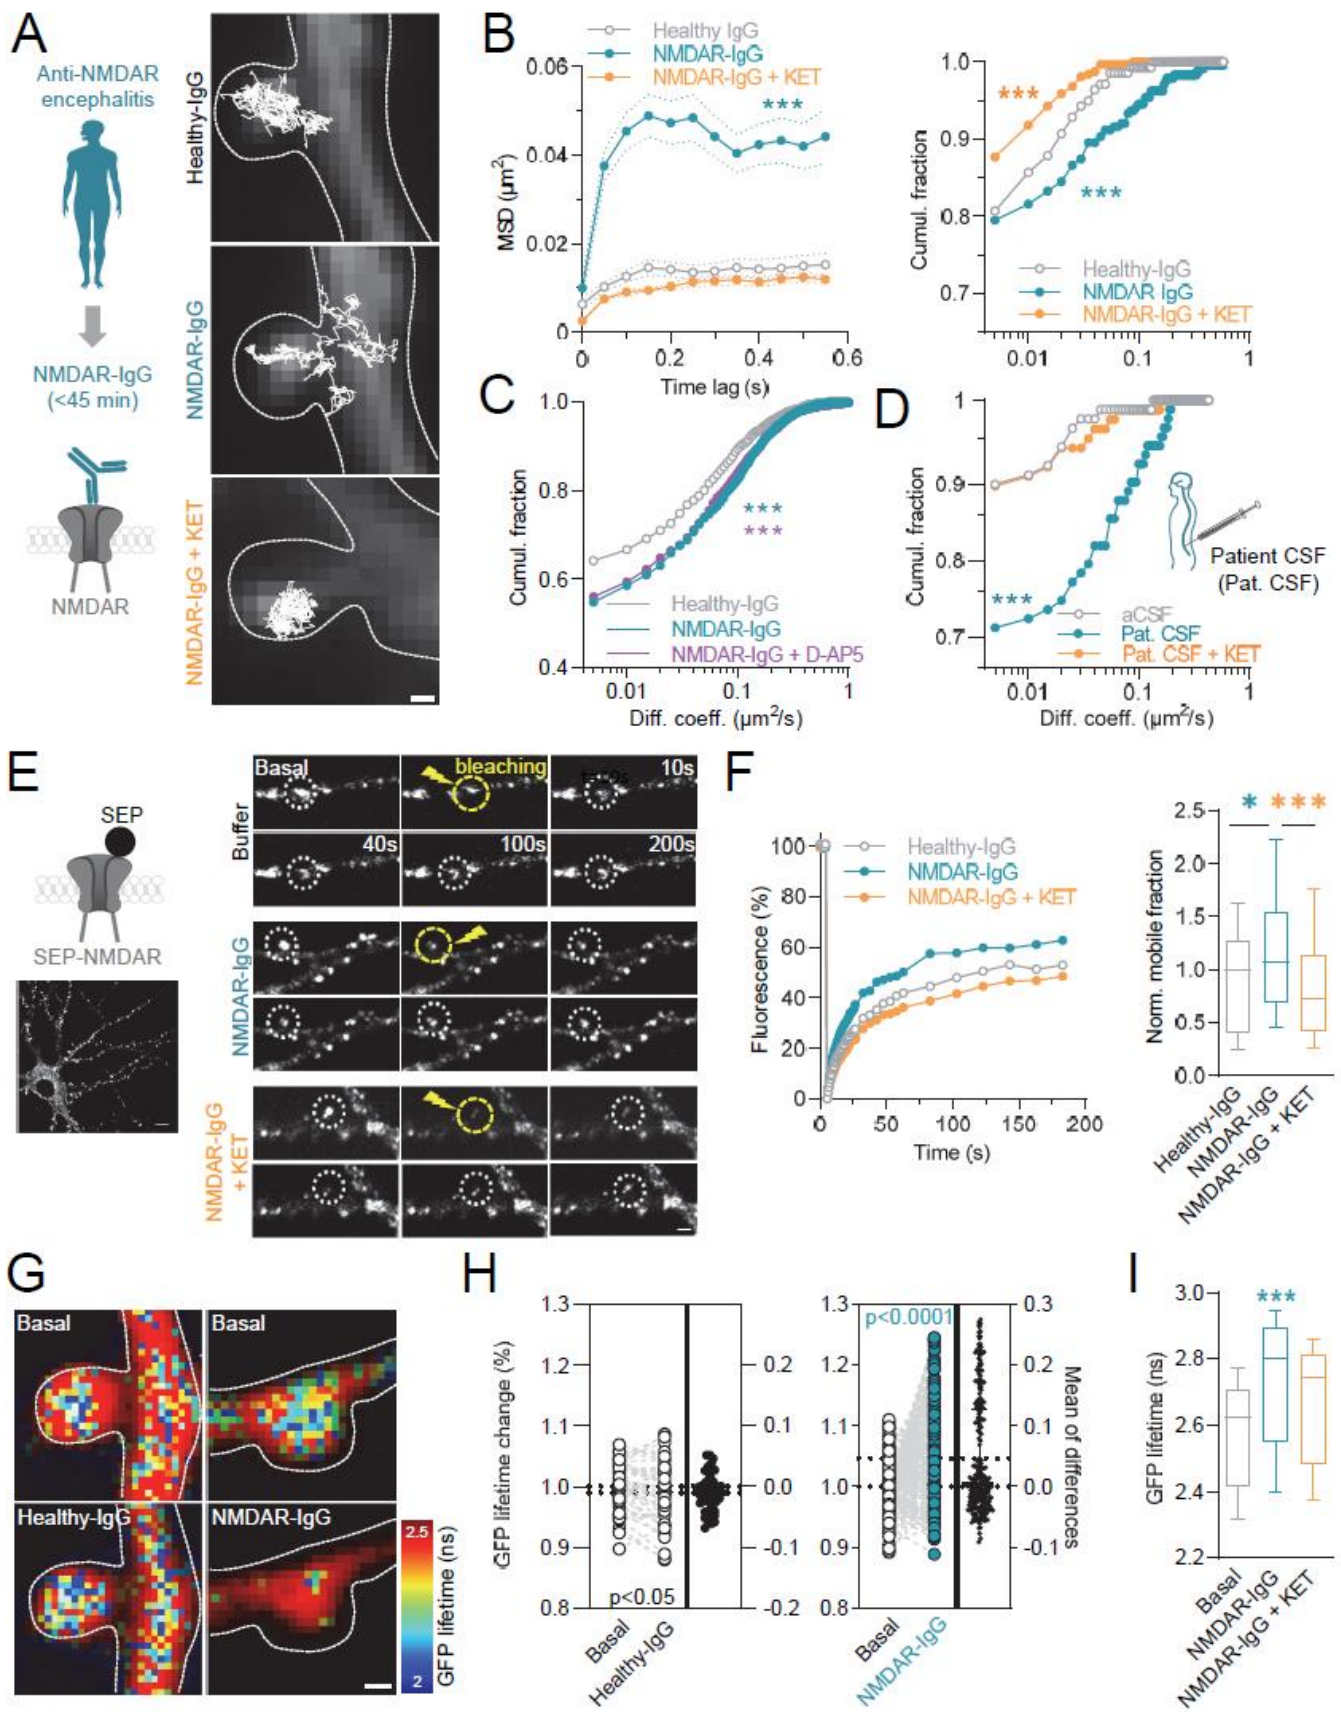 A
Anti-NMDAR
encephalitis
NMDAR-IgG
(<45 min)
NMDAR
Healthy-IgG
NMDAR-IgG
NMDAR-IgG + KET
B
Healthy IgG
NMDAR-IgG
NMDAR-IgG + KET
***
MSD (µm²)
0.06
0.04
0.02
0
0 0.2 0.4 0.6
Time lag (s)
Cumul. fraction
1.0
0.9
0.8
0.7
***
***
Healthy-IgG
NMDAR IgG
NMDAR-IgG + KET
0.01 0.1 1
C
Cumul. fraction
1.0
0.8
0.6
0.4
***
***
Healthy-IgG
NMDAR-IgG
NMDAR-IgG + D-AP5
0.01 0.1 1
Diff. coeff. (µm²/s)
D
Cumul. fraction
1
0.9
0.8
0.7
***
Patient CSF
(Pat. CSF)
aCSF
Pat. CSF
Pat. CSF + KET
0.01 0.1 1
Diff. coeff. (µm²/s)
E
SEP
SEP-NMDAR
Buffer
Basal
bleaching
10s
40s
100s
200s
NMDAR-IgG
NMDAR-IgG
+ KET
F
Fluorescence (%)
100
80
60
40
20
0
Healthy-IgG
NMDAR-IgG
NMDAR-IgG + KET
0 50 100 150 200
Time (s)
Norm. mobile fraction
2.5
2.0
1.5
1.0
0.5
0.0
* ***
Healthy-IgG
NMDAR-IgG
NMDAR-IgG + KET
G
Basal
Basal
Healthy-IgG
NMDAR-IgG
2.5
2
GFP lifetime (ns)
H
GFP lifetime change (%)
1.3
1.2
1.1
1.0
0.9
0.8
0.2
0.1
0.0
-0.1
-0.2
p<0.05
Basal
Healthy-IgG
1.3
1.2
1.1
1.0
0.9
0.8
p<0.0001
0.3
0.2
0.1
0.0
-0.1
Mean of differences
Basal
NMDAR-IgG
I
GFP lifetime (ns)
3.0
2.8
2.6
2.4
2.2
***
Basal
NMDAR-IgG
NMDAR-IgG + KET